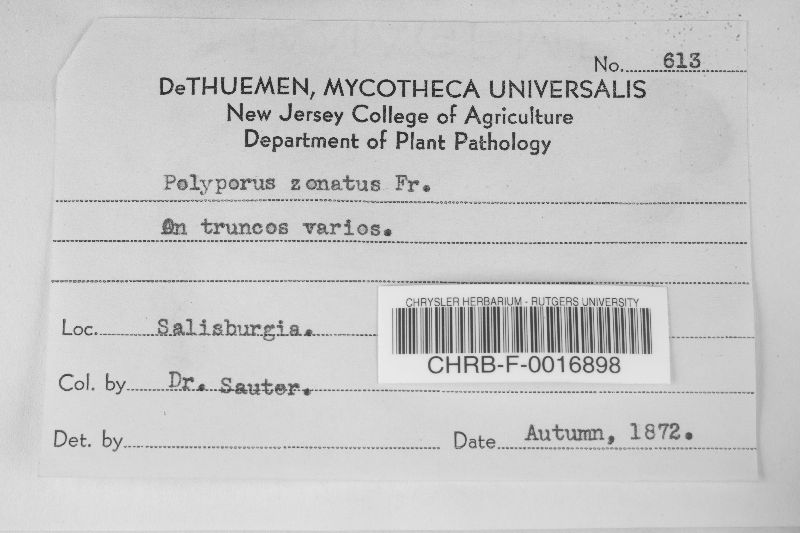 No. 613
DeTHUEMEN, MYCOTHECA UNIVERSALIS
New Jersey College of Agriculture
Department of Plant Pathology
Polyporus zonatus Fr.
On truncos varios.
CHRYSLER HERBARIUM - RUTGERS UNIVERSITY
CHRB-F-0016898
Loc. Salisburgia.
Col. by Dr. Sauter.
Det. by
Date Autumn, 1872.